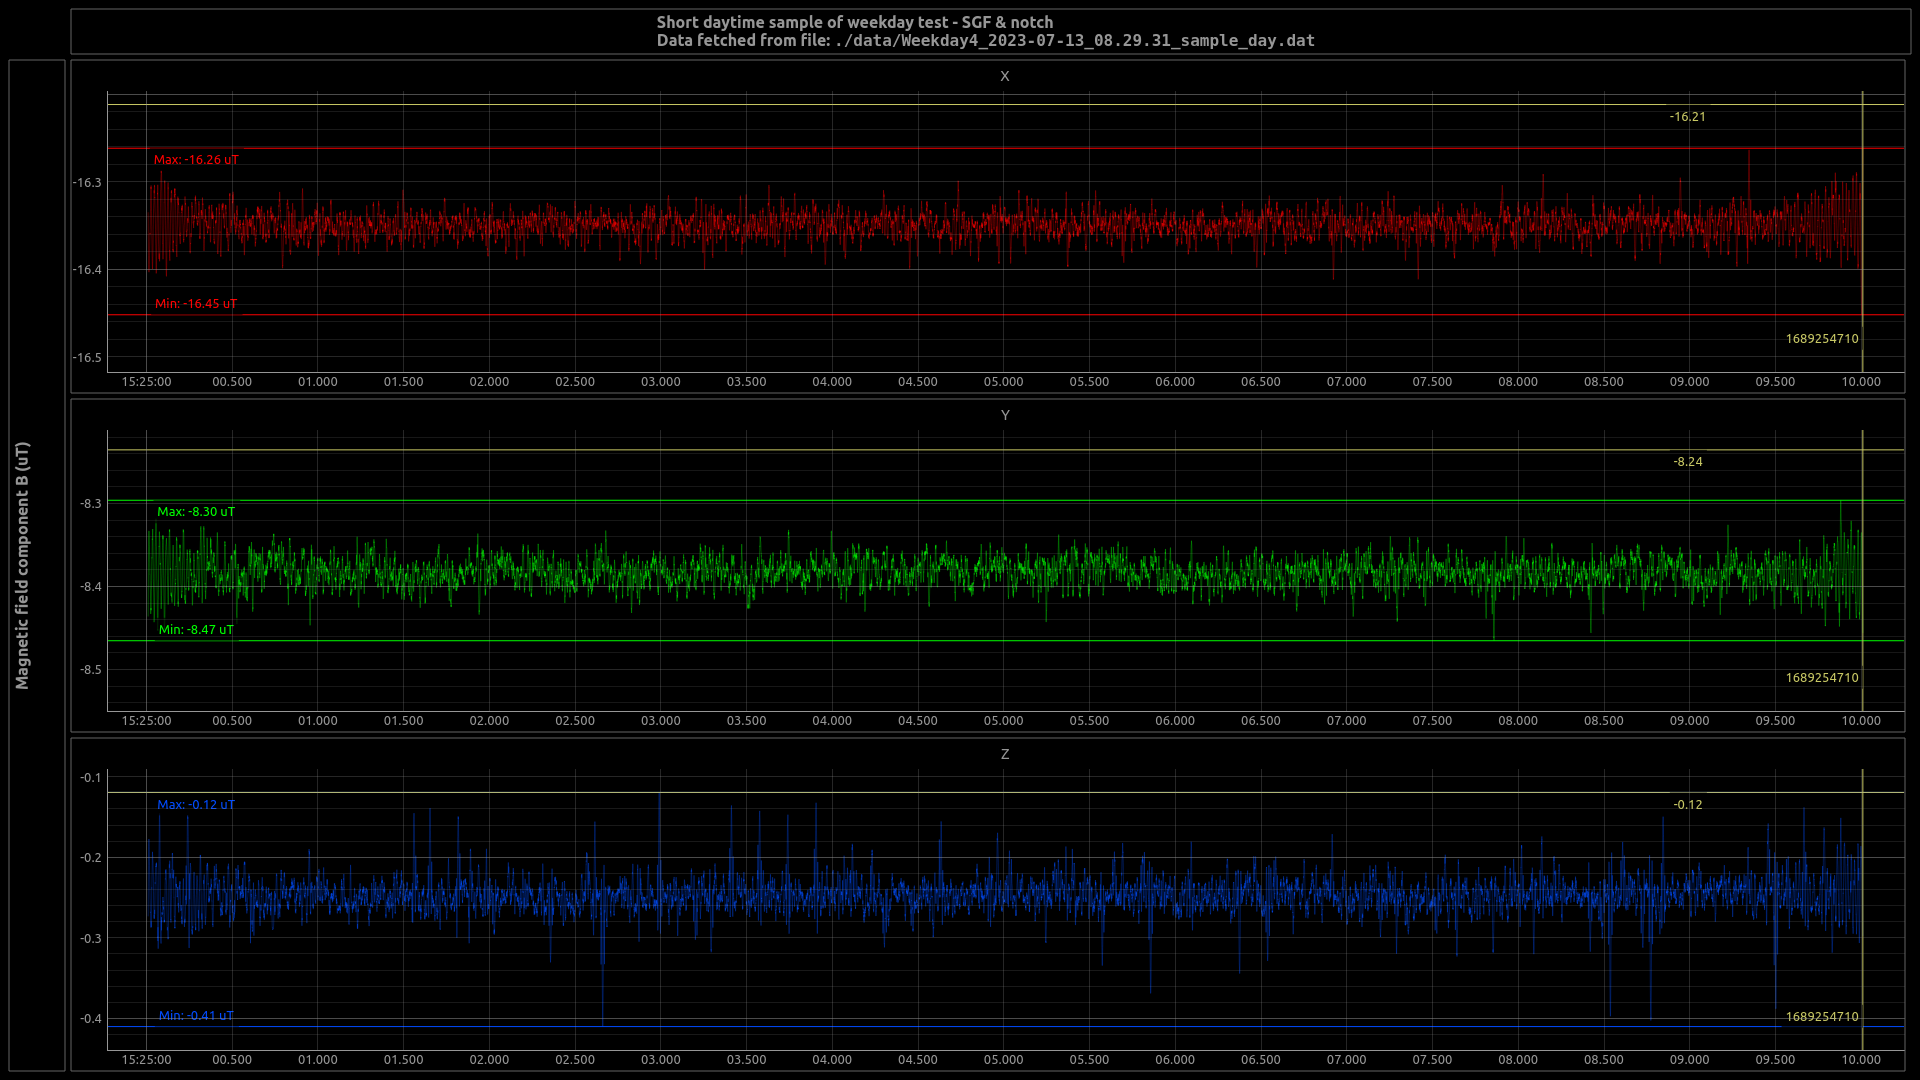 Short daytime sample of weekday test - SGF & notch
Data fetched from file: ./data/Weekday4_2023-07-13_08.29.31_sample_day.dat
Magnetic field component B (uT)
X
-16.21
Max: -16.26 uT
-16.3
-16.4
Min: -16.45 uT
1689254710
-16.5
15:25:00 00.500 01.000 01.500 02.000 02.500 03.000 03.500 04.000 04.500 05.000 05.500 06.000 06.500 07.000 07.500 08.000 08.500 09.000 09.500 10.000
Y
-8.24
-8.3
Max: -8.30 uT
-8.4
Min: -8.47 uT
-8.5
1689254710
15:25:00 00.500 01.000 01.500 02.000 02.500 03.000 03.500 04.000 04.500 05.000 05.500 06.000 06.500 07.000 07.500 08.000 08.500 09.000 09.500 10.000
Z
-0.1
Max: -0.12 uT
-0.12
-0.2
-0.3
-0.4
Min: -0.41 uT
1689254710
15:25:00 00.500 01.000 01.500 02.000 02.500 03.000 03.500 04.000 04.500 05.000 05.500 06.000 06.500 07.000 07.500 08.000 08.500 09.000 09.500 10.000